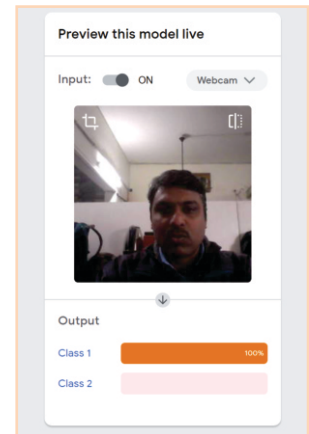 Preview this model live
Input: ON Webcam
Output
Class 1 100%
Class 2